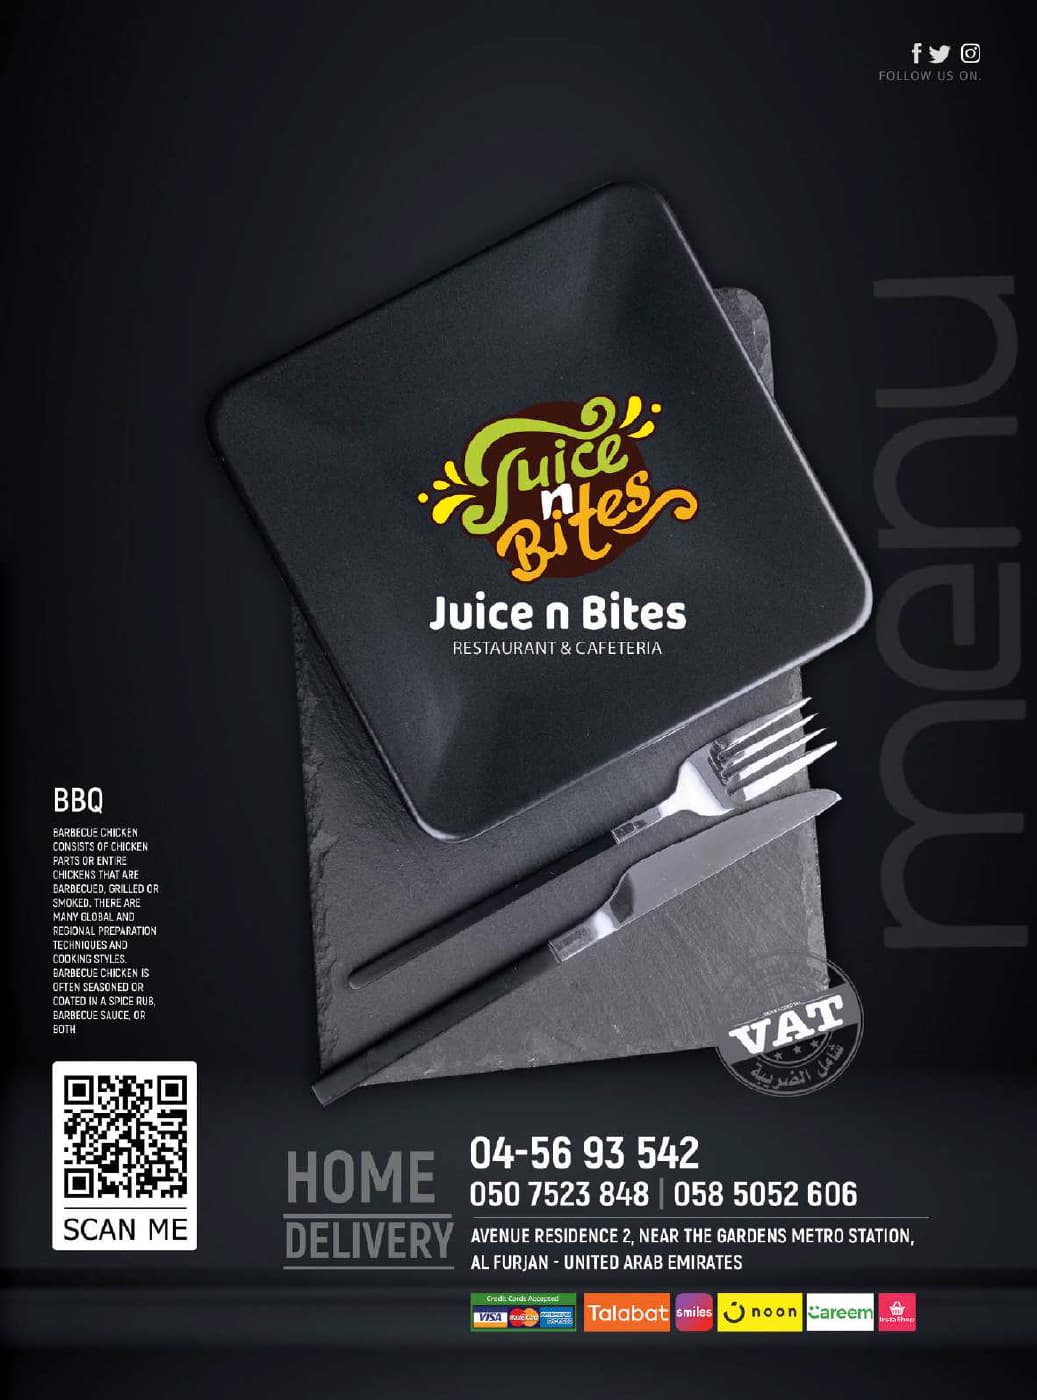 FOLLOW US ON.
menu
Juice
n
Bites
Juice n Bites
RESTAURANT & CAFETERIA
BBQ
BARBECUE CHICKEN
CONSISTS OF CHICKEN
PARTS OR ENTIRE
CHICKENS THAT ARE
BARBECUED, GRILLED OR
SMOKED. THERE ARE
MANY GLOBAL AND
REGIONAL PREPARATION
TECHNIQUES AND
COOKING STYLES.
BARBECUE CHICKEN IS
OFTEN SEASONED OR
COATED IN A SPICE RUB,
BARBECUE SAUCE, OR
BOTH
VAT
شامل الضريبة
SCAN ME
HOME
DELIVERY
04-56 93 542
050 7523 848 | 058 5052 606
AVENUE RESIDENCE 2, NEAR THE GARDENS METRO STATION,
AL FURJAN - UNITED ARAB EMIRATES
Credit Cards Accepted
VISA MasterCard
Talabat
smiles
noon
Careem
InstaShop